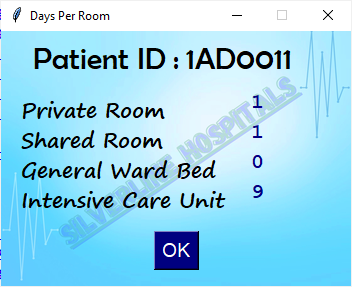 Days Per Room
Patient ID : 1AD0011
Private Room 1
Shared Room 1
General Ward Bed 0
Intensive Care Unit 9
SILVERLINE HOSPITALS
OK